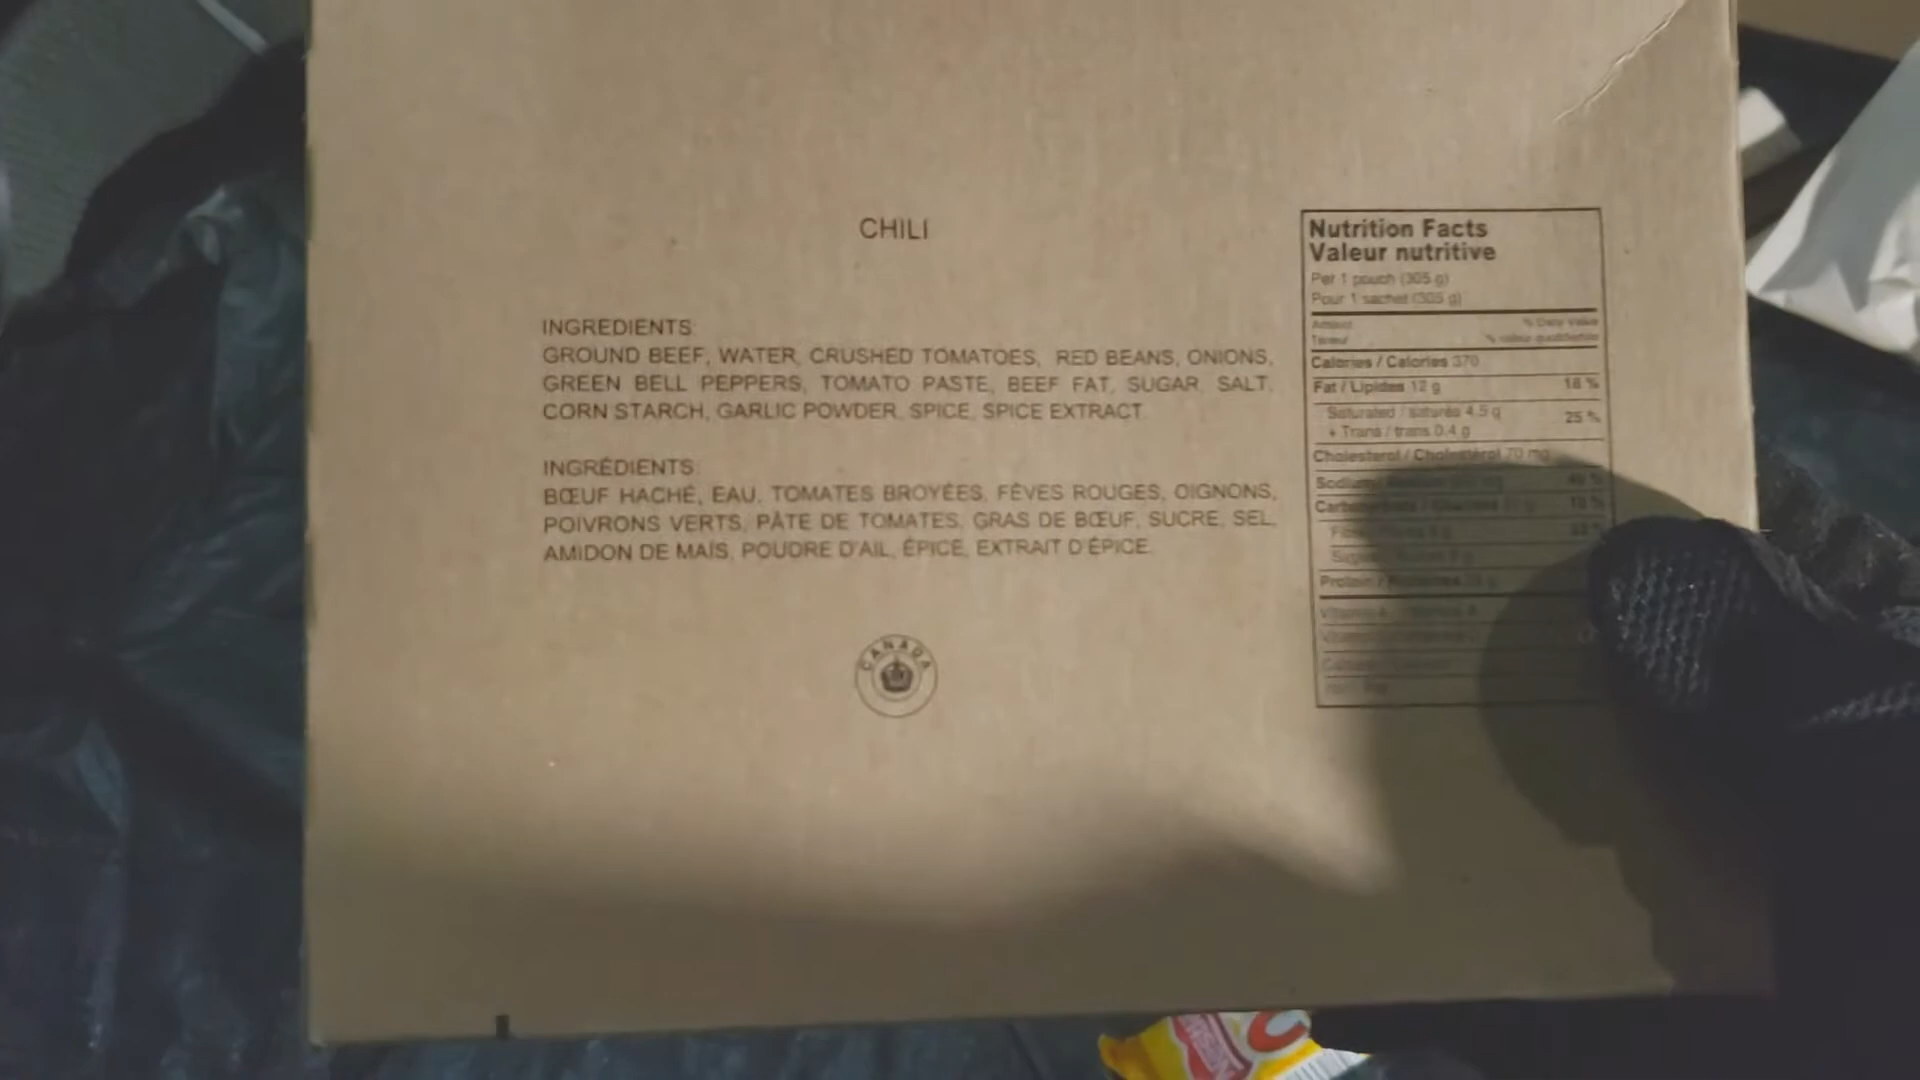 CHILI
INGREDIENTS:
GROUND BEEF, WATER, CRUSHED TOMATOES, RED BEANS, ONIONS,
GREEN BELL PEPPERS, TOMATO PASTE, BEEF FAT, SUGAR, SALT,
CORN STARCH, GARLIC POWDER, SPICE, SPICE EXTRACT.
INGRÉDIENTS:
BŒUF HACHÉ, EAU, TOMATES BROYÉES, FÈVES ROUGES, OIGNONS,
POIVRONS VERTS, PÂTE DE TOMATES, GRAS DE BŒUF, SUCRE, SEL,
AMIDON DE MAÏS, POUDRE D'AIL, ÉPICE, EXTRAIT D'ÉPICE.
CANADA
Nutrition Facts
Valeur nutritive
Per 1 pouch (305 g)
Pour 1 sachet (305 g)
Amount % Daily Value
Teneur % valeur quotidienne
Calories / Calories 370
Fat / Lipides 12 g 18 %
Saturated / saturés 4.5 g
+ Trans / trans 0.4 g 25 %
Cholesterol / Cholestérol 70 mg
Sodium
Carbohydrate
Protein /